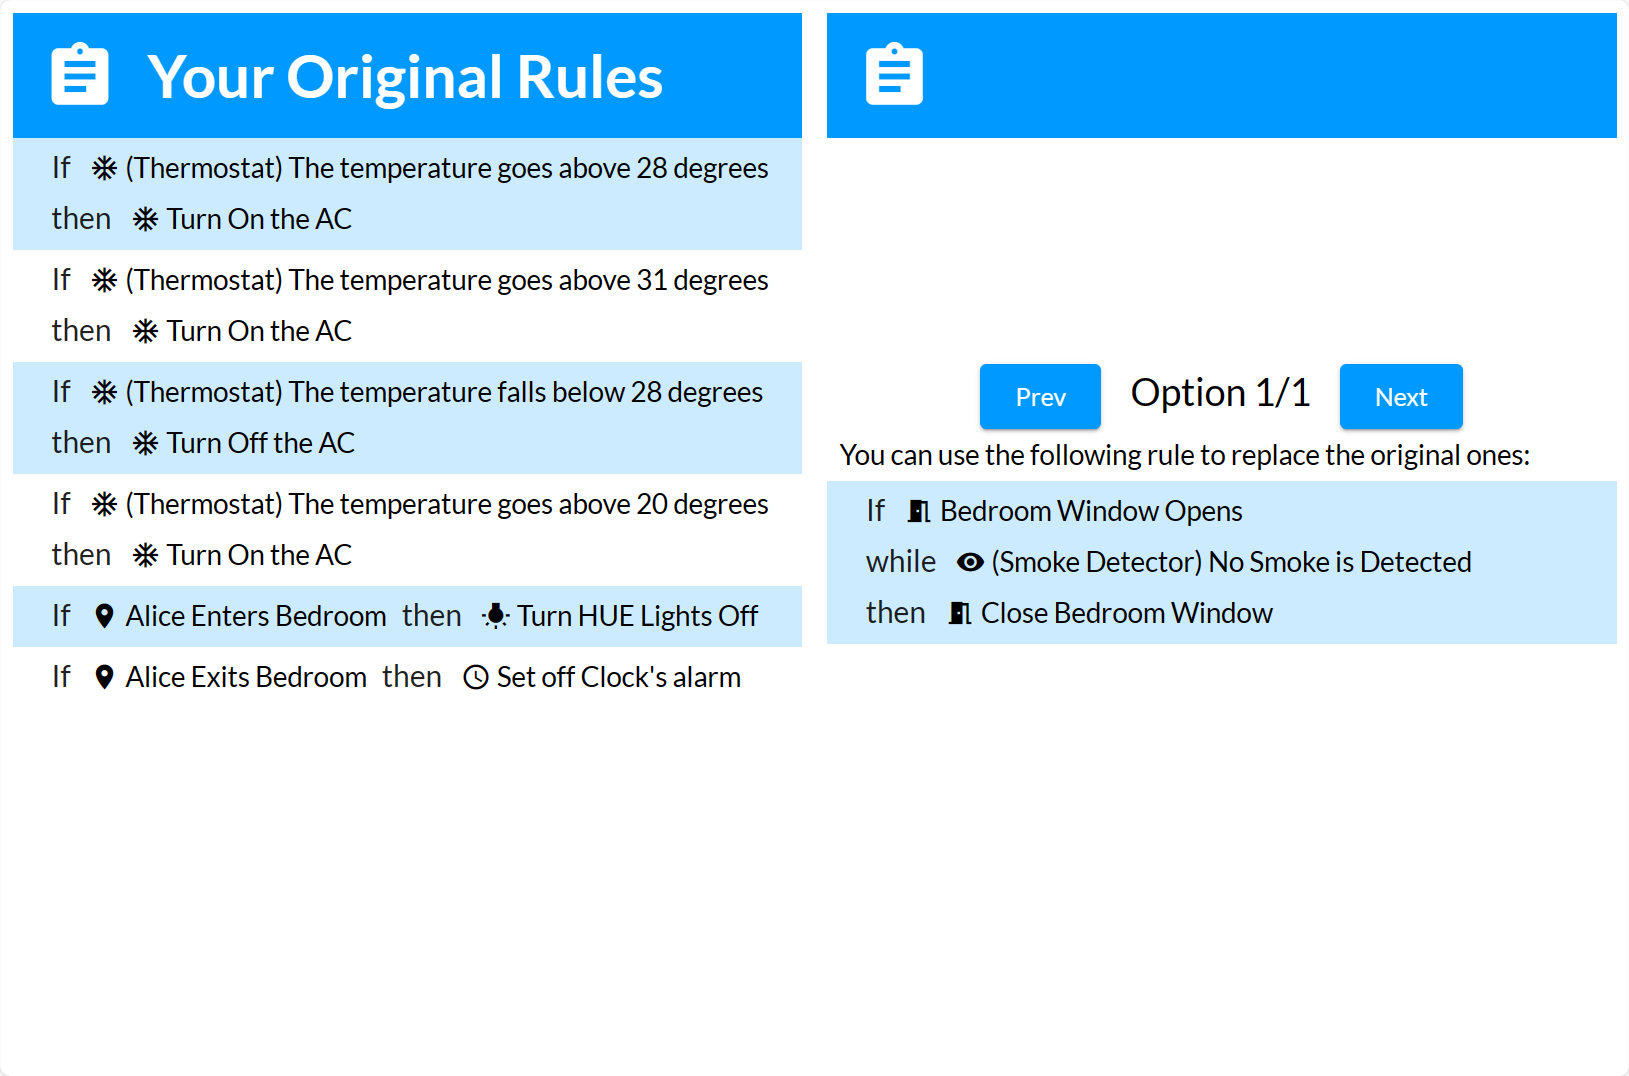 Your Original Rules
If (Thermostat) The temperature goes above 28 degrees
then Turn On the AC
If (Thermostat) The temperature goes above 31 degrees
then Turn On the AC
If (Thermostat) The temperature falls below 28 degrees
then Turn Off the AC
If (Thermostat) The temperature goes above 20 degrees
then Turn On the AC
If Alice Enters Bedroom then Turn HUE Lights Off
If Alice Exits Bedroom then Set off Clock's alarm
Prev Option 1/1 Next
You can use the following rule to replace the original ones:
If Bedroom Window Opens
while (Smoke Detector) No Smoke is Detected
then Close Bedroom Window